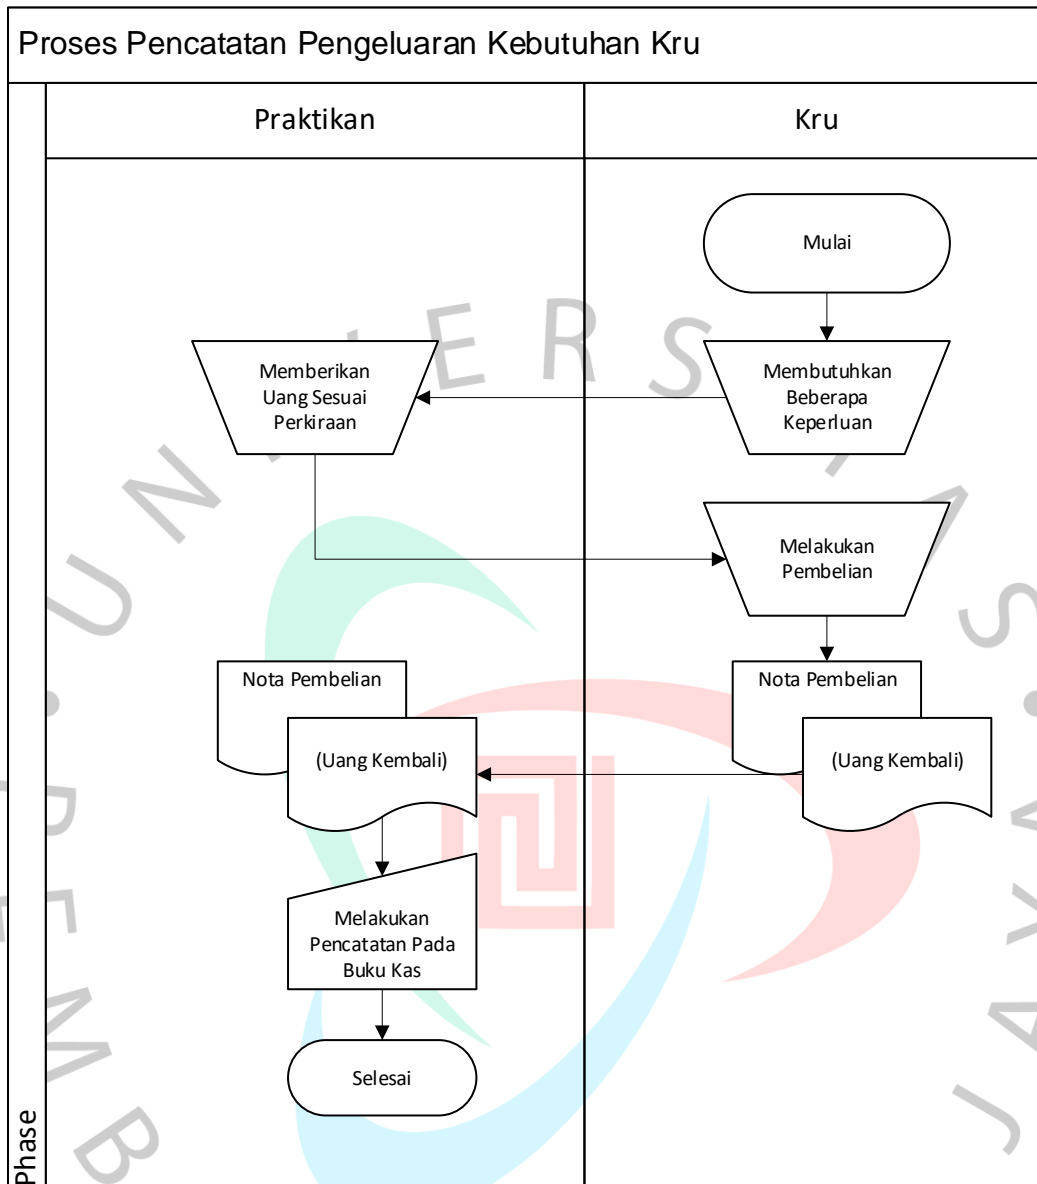 Proses Pencatatan Pengeluaran Kebutuhan Kru
Praktikan
Kru
Mulai
Memberikan
Uang Sesuai
Perkiraan
Membutuhkan
Beberapa
Keperluan
Melakukan
Pembelian
Nota Pembelian
(Uang Kembali)
Nota Pembelian
(Uang Kembali)
Melakukan
Pencatatan Pada
Buku Kas
Selesai
Phase